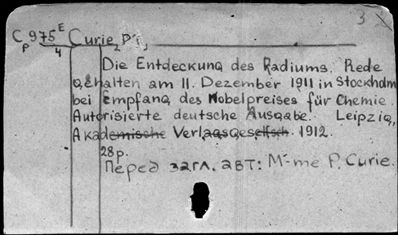 3
C 975 E Curie, P.
P 4 2
Die Entdeckung des Radiums. Rede
gehalten am 11. Dezember 1911 in Stockholm
bei Empfang des Nobelpreises für Chemie.
Autorisierte deutsche Ausgabe. Leipzig,
Akademische Verlagsgesellsch. 1912.
28 p.
Перед загл. авт: M-me P. Curie.